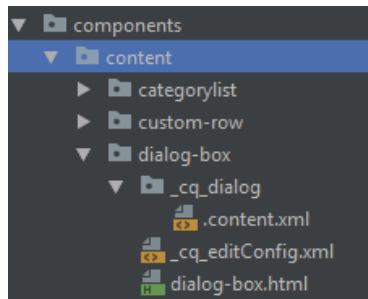 components
content
categorylist
custom-row
dialog-box
_cq_dialog
.content.xml
_cq_editConfig.xml
dialog-box.html